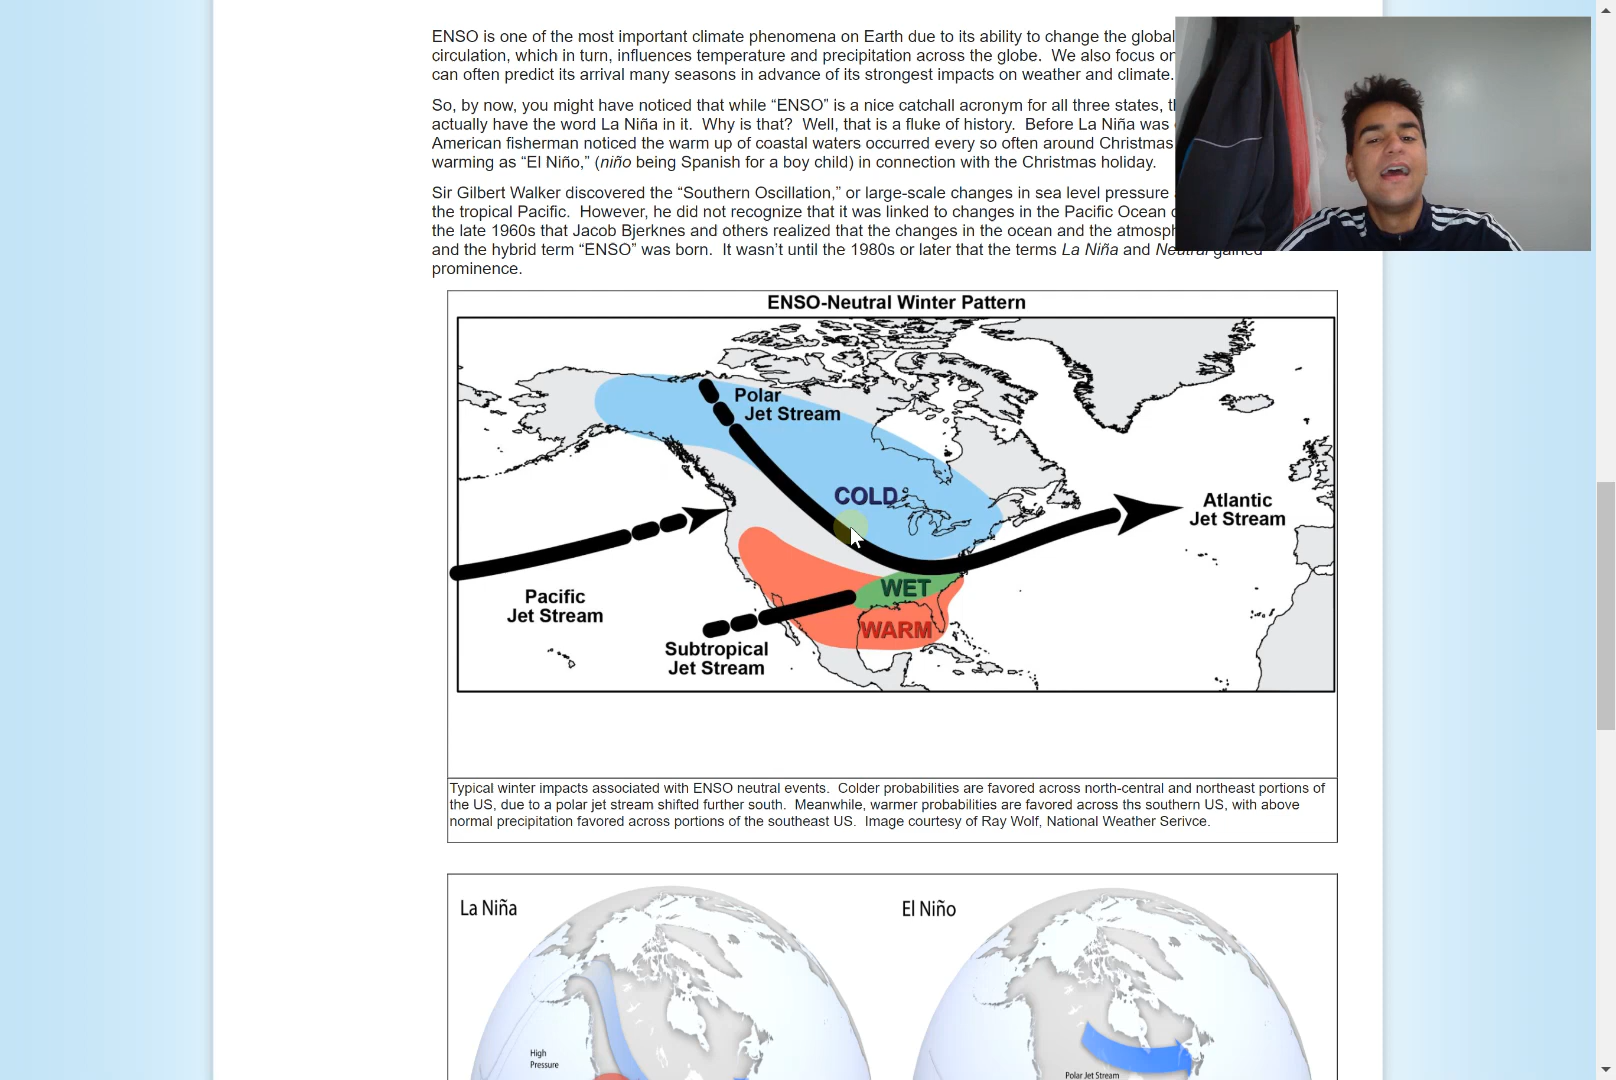 ENSO is one of the most important climate phenomena on Earth due to its ability to change the global
circulation, which in turn, influences temperature and precipitation across the globe. We also focus or
can often predict its arrival many seasons in advance of its strongest impacts on weather and climate.
So, by now, you might have noticed that while “ENSO” is a nice catchall acronym for all three states,
actually have the word La Niña in it. Why is that? Well, that is a fluke of history. Before La Niña was
American fisherman noticed the warm up of coastal waters occurred every so often around Christmas
warming as “El Niño,” (niño being Spanish for a boy child) in connection with the Christmas holiday.
Sir Gilbert Walker discovered the “Southern Oscillation,” or large-scale changes in sea level pressure
the tropical Pacific. However, he did not recognize that it was linked to changes in the Pacific Ocean
the late 1960s that Jacob Bjerknes and others realized that the changes in the ocean and the atmosph
and the hybrid term “ENSO” was born. It wasn’t until the 1980s or later that the terms La Niña and Neutral gained
prominence.
ENSO-Neutral Winter Pattern
Polar
Jet Stream
COLD
Atlantic
Jet Stream
WET
Pacific
Jet Stream
WARM
Subtropical
Jet Stream
Typical winter impacts associated with ENSO neutral events. Colder probabilities are favored across north-central and northeast portions of
the US, due to a polar jet stream shifted further south. Meanwhile, warmer probabilities are favored across ths southern US, with above
normal precipitation favored across portions of the southeast US. Image courtesy of Ray Wolf, National Weather Serivce.
La Niña
El Niño
High
Pressure
Polar Jet Stream